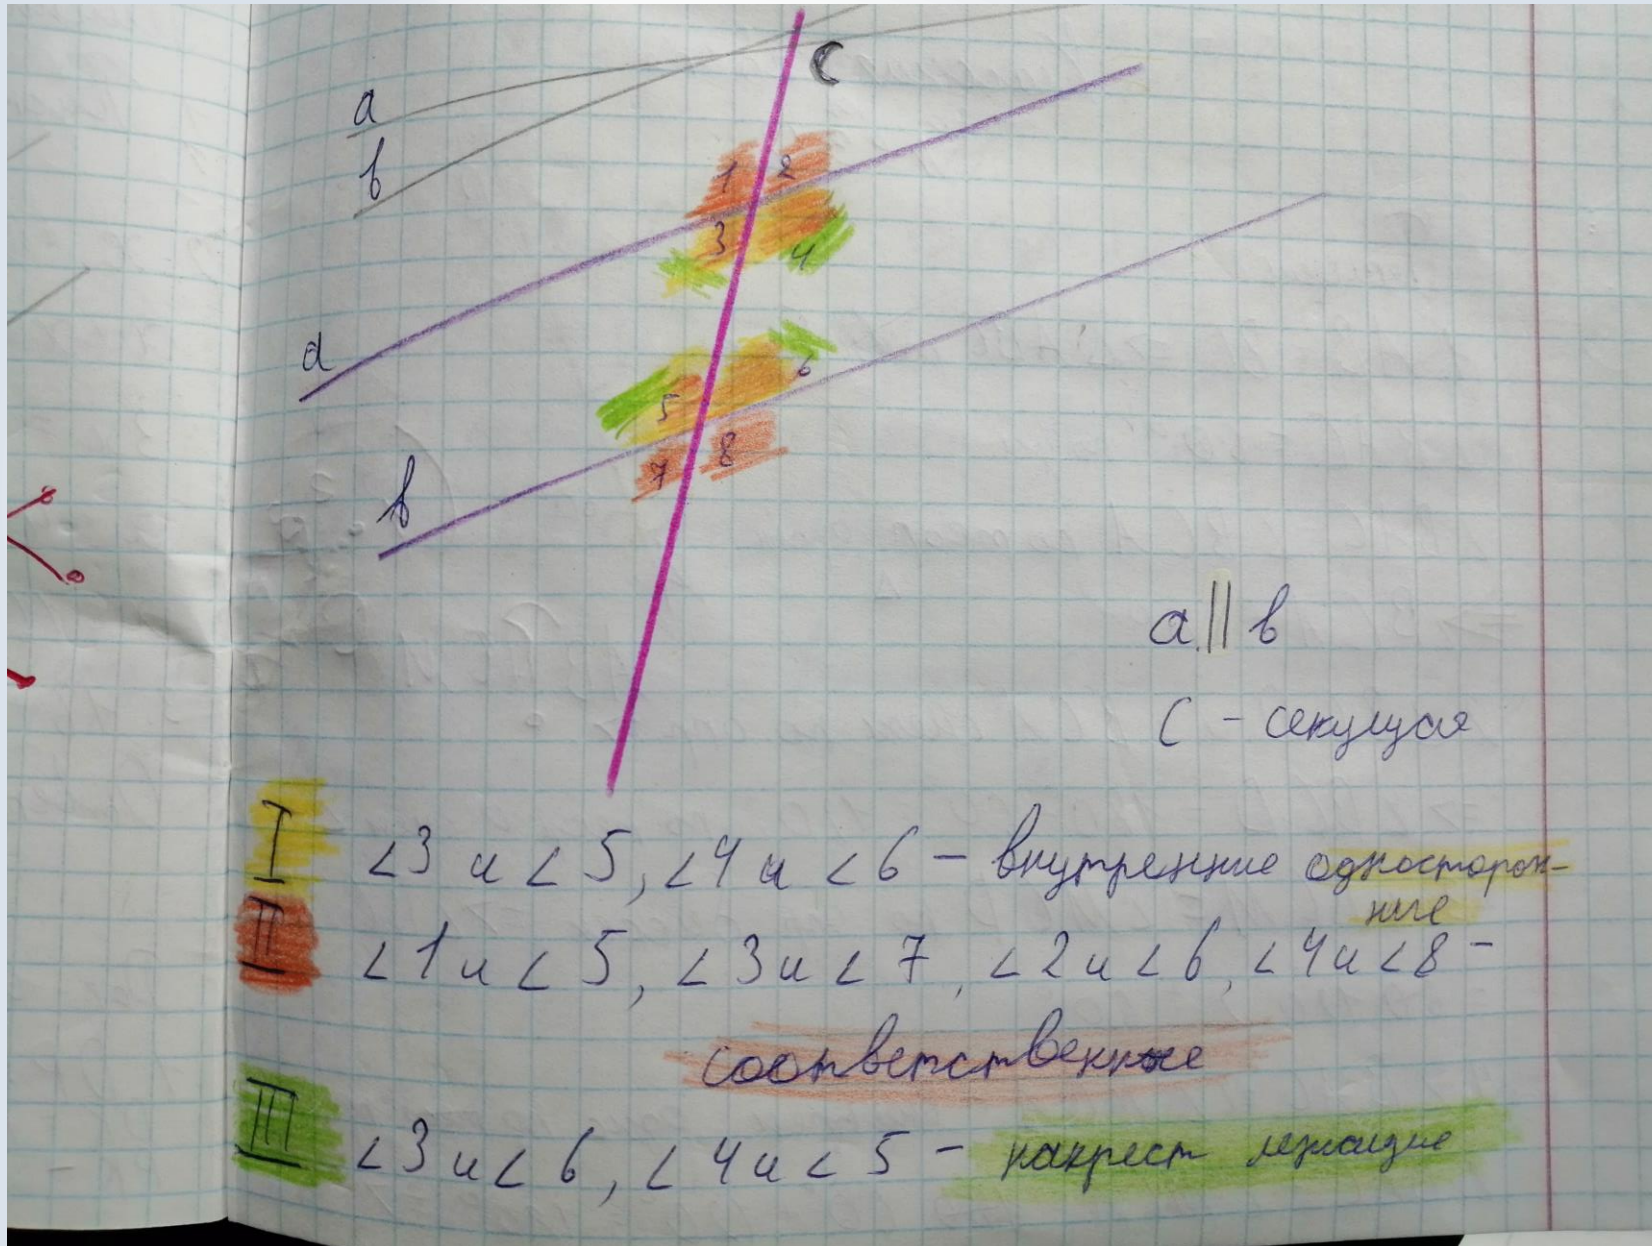 a
b
C
1 2
3 4
a
5 6
7 8
b
a || b
C - секущая
I <3 и < 5, <4 и <6 – внутренние односторон-
ние
II <1 и < 5, <3 и < 7, <2 и < 6, <4 и <8 –
соответственные
III <3 и < 6, <4 и < 5 – накрест лежащие